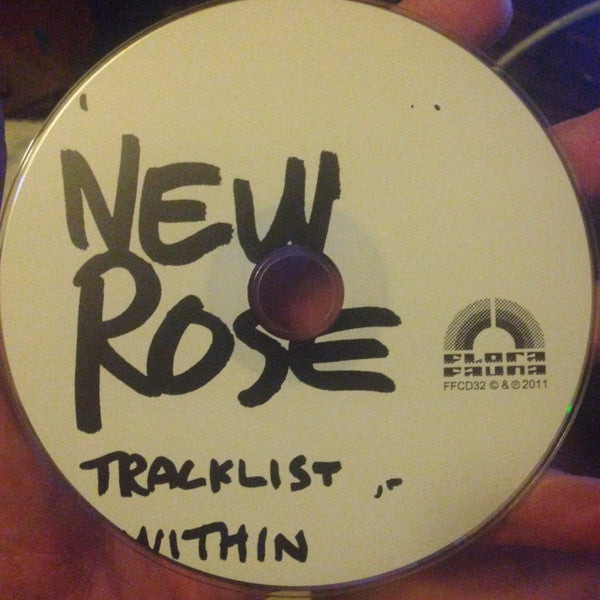 NEW
ROSE
FLORA
FAUNA
FFCD32 © & ℗ 2011
TRACKLIST
WITHIN